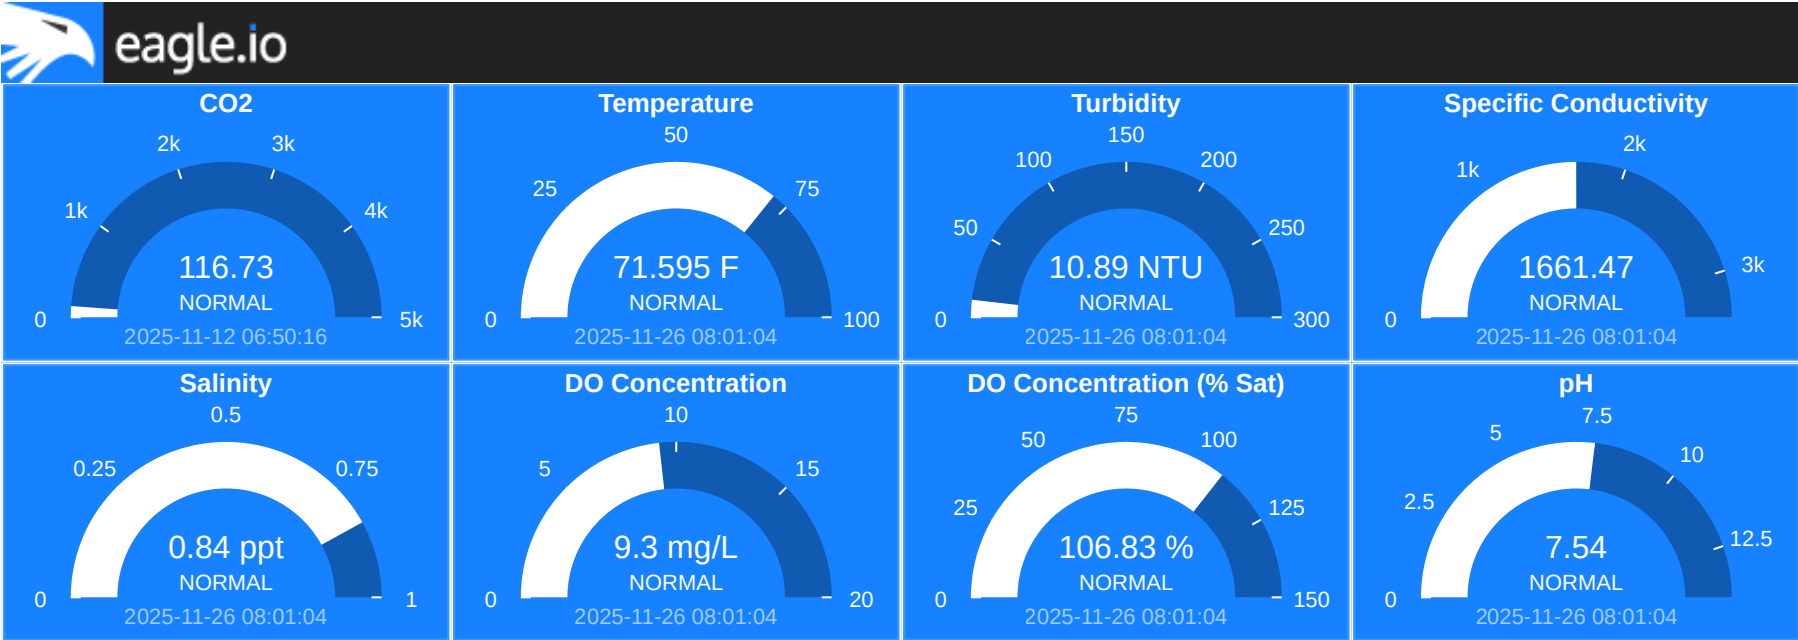 eagle.io
CO2
0
1k
2k
3k
4k
5k
116.73
NORMAL
2025-11-12 06:50:16
Temperature
0
25
50
75
100
71.595 F
NORMAL
2025-11-26 08:01:04
Turbidity
0
50
100
150
200
250
300
10.89 NTU
NORMAL
2025-11-26 08:01:04
Specific Conductivity
0
1k
2k
3k
1661.47
NORMAL
2025-11-26 08:01:04
Salinity
0
0.25
0.5
0.75
1
0.84 ppt
NORMAL
2025-11-26 08:01:04
DO Concentration
0
5
10
15
20
9.3 mg/L
NORMAL
2025-11-26 08:01:04
DO Concentration (% Sat)
0
25
50
75
100
125
150
106.83 %
NORMAL
2025-11-26 08:01:04
pH
0
2.5
5
7.5
10
12.5
7.54
NORMAL
2025-11-26 08:01:04